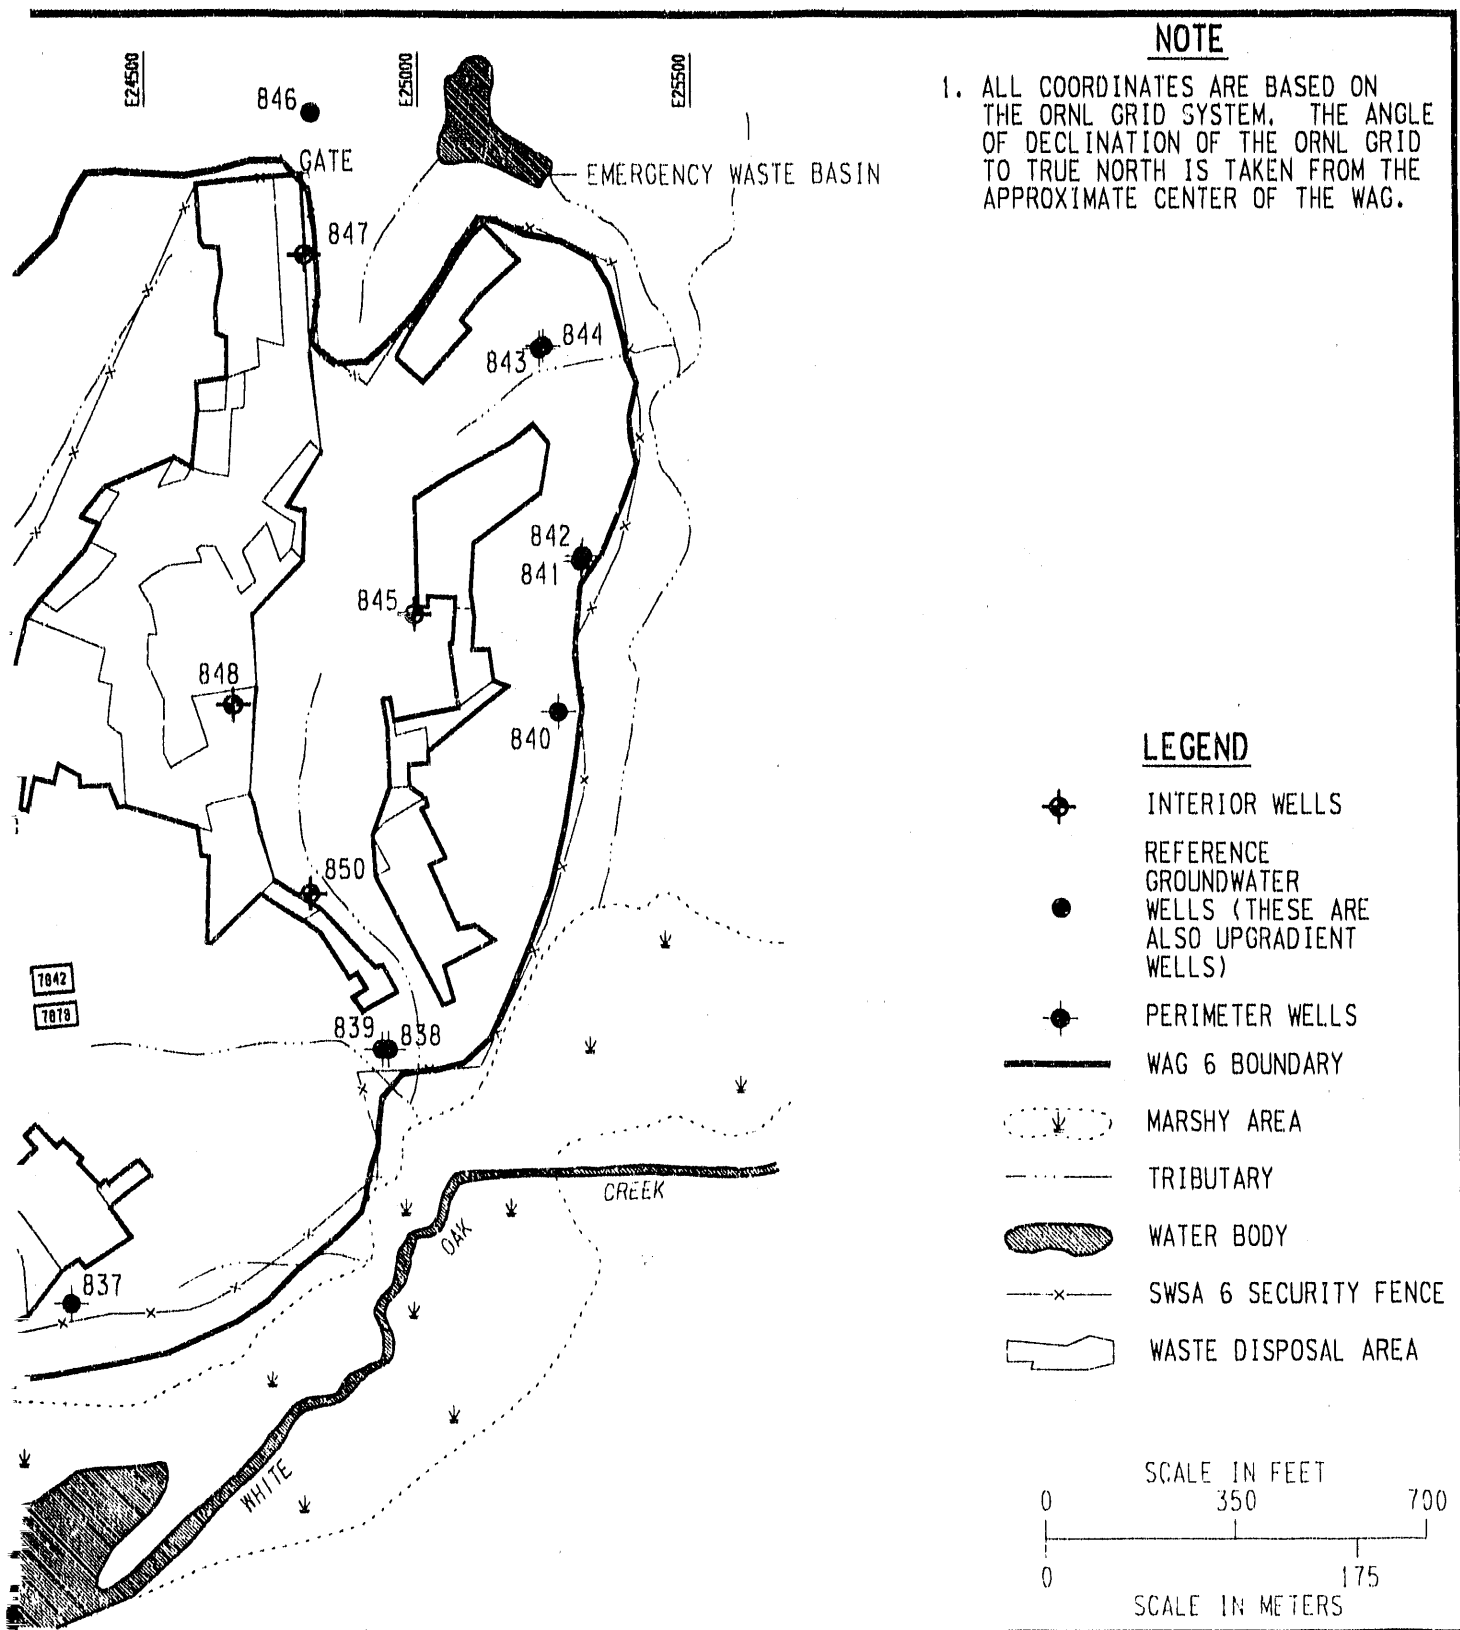 NOTE
1. ALL COORDINATES ARE BASED ON
THE ORNL GRID SYSTEM. THE ANGLE
OF DECLINATION OF THE ORNL GRID
TO TRUE NORTH IS TAKEN FROM THE
APPROXIMATE CENTER OF THE WAG.
E24500
E25000
E25500
846
GATE
EMERGENCY WASTE BASIN
847
844
843
842
841
845
848
840
850
7842
7878
839
838
837
CREEK
OAK
WHITE
LEGEND
INTERIOR WELLS
REFERENCE
GROUNDWATER
WELLS (THESE ARE
ALSO UPGRADIENT
WELLS)
PERIMETER WELLS
WAG 6 BOUNDARY
MARSHY AREA
TRIBUTARY
WATER BODY
SWSA 6 SECURITY FENCE
WASTE DISPOSAL AREA
SCALE IN FEET
0 350 700
0 175
SCALE IN METERS